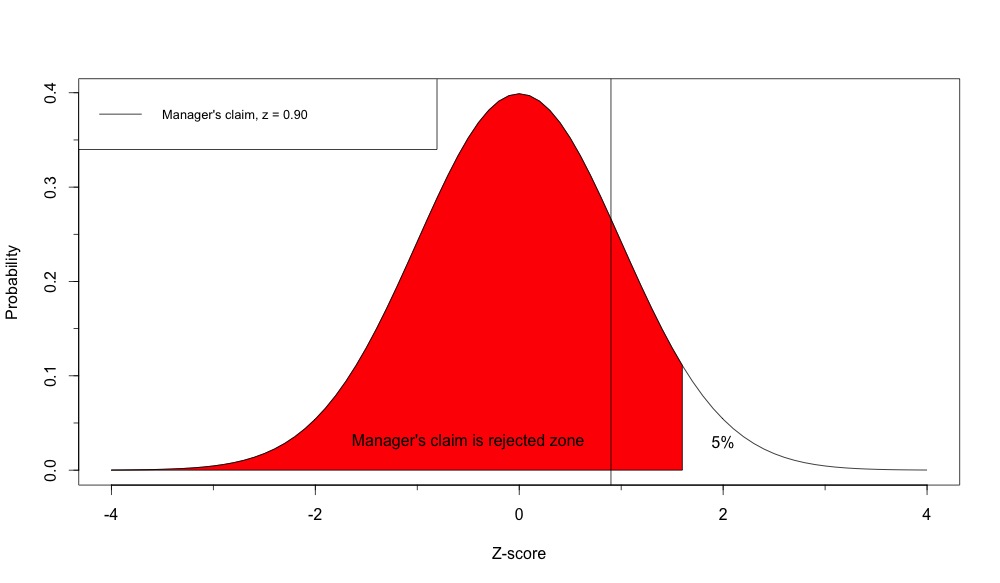 Manager's claim, z = 0.90
0.4
0.3
0.2
0.1
0.0
Probability
Manager's claim is rejected zone
5%
-4 -2 0 2 4
Z-score